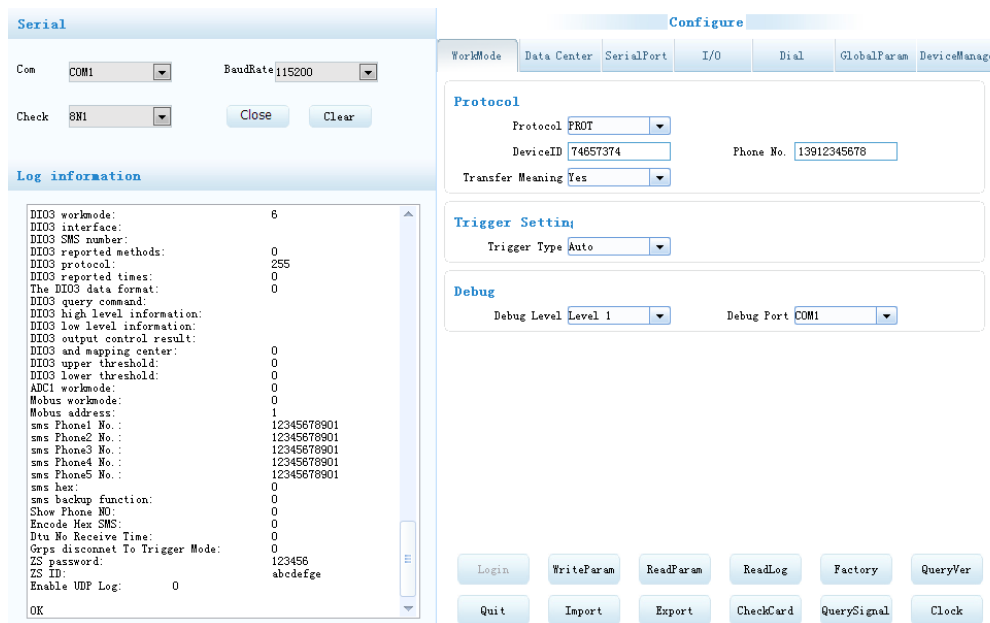 Serial
Com COM1 BaudRate 115200
Check 8N1 Close Clear
Log information
DIO3 workmode: 6
DIO3 interface:
DIO3 SMS number:
DIO3 reported methods: 0
DIO3 protocol: 255
DIO3 reported times: 0
The DIO3 data format: 0
DIO3 query command:
DIO3 high level information:
DIO3 low level information:
DIO3 output control result:
DIO3 and mapping center: 0
DIO3 upper threshold: 0
DIO3 lower threshold: 0
ADC1 workmode: 0
Mobus workmode: 0
Mobus address: 1
sms Phone1 No.: 12345678901
sms Phone2 No.: 12345678901
sms Phone3 No.: 12345678901
sms Phone4 No.: 12345678901
sms Phone5 No.: 12345678901
sms hex: 0
sms backup function: 0
Show Phone NO: 0
Encode Hex SMS: 0
Dtu No Receive Time: 0
Grps disconnet To Trigger Mode: 0
ZS password: 123456
ZS ID: abcdefge
Enable UDP Log: 0
OK
Configure
WorkMode Data Center SerialPort I/O Dial GlobalParam DeviceManag
Protocol
Protocol PROT
DeviceID 74657374 Phone No. 13912345678
Transfer Meaning Yes
Trigger Settin
Trigger Type Auto
Debug
Debug Level Level 1 Debug Port COM1
Login WriteParam ReadParam ReadLog Factory QueryVer
Quit Import Export CheckCard QuerySignal Clock